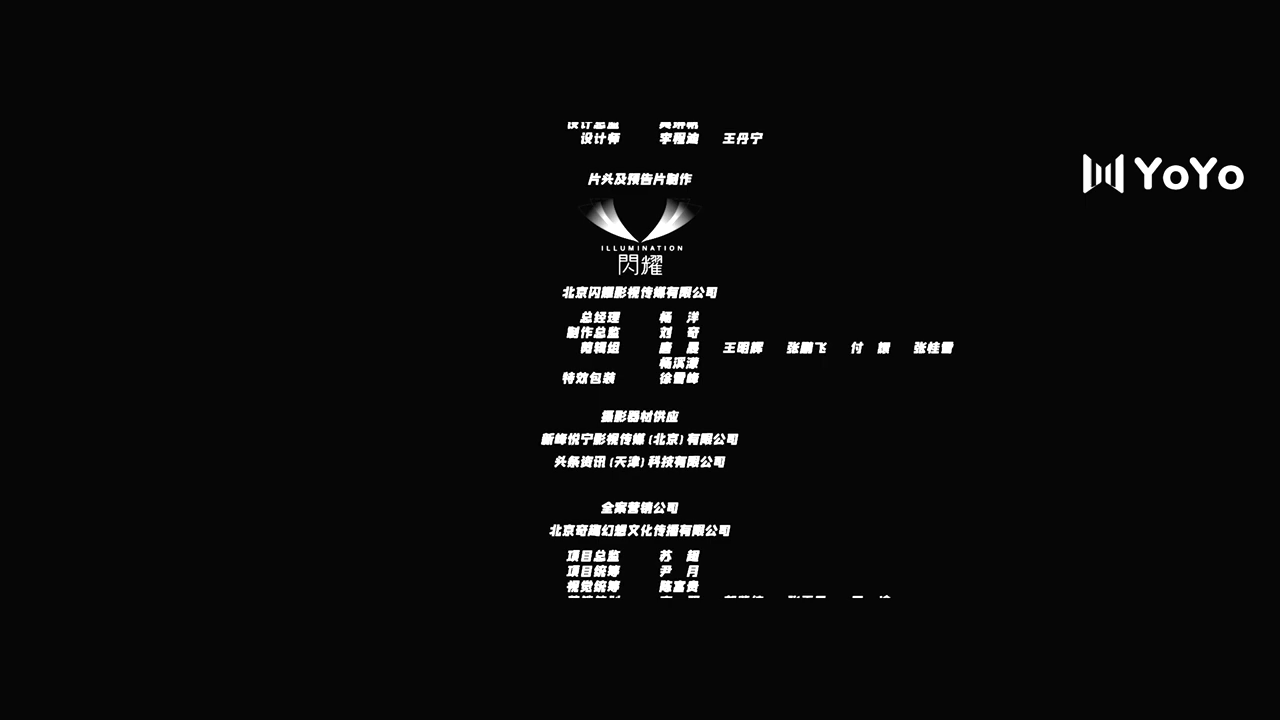 设计师 李程迪 王丹宁
YoYo
片头及预告片制作
ILLUMINATION
閃耀
北京闪耀影视传媒有限公司
总经理 杨 洋
制作总监 刘 奇
剪辑组 唐 晨 王明辉 张鹏飞 付 振 张桂雪
杨溪濛
特效包装 徐雪峰
摄影器材供应
新峰悦宁影视传媒(北京)有限公司
头条资讯(天津)科技有限公司
全案营销公司
北京奇趣幻想文化传播有限公司
项目总监 苏 超
项目统筹 尹 月
视觉统筹 陈富贵